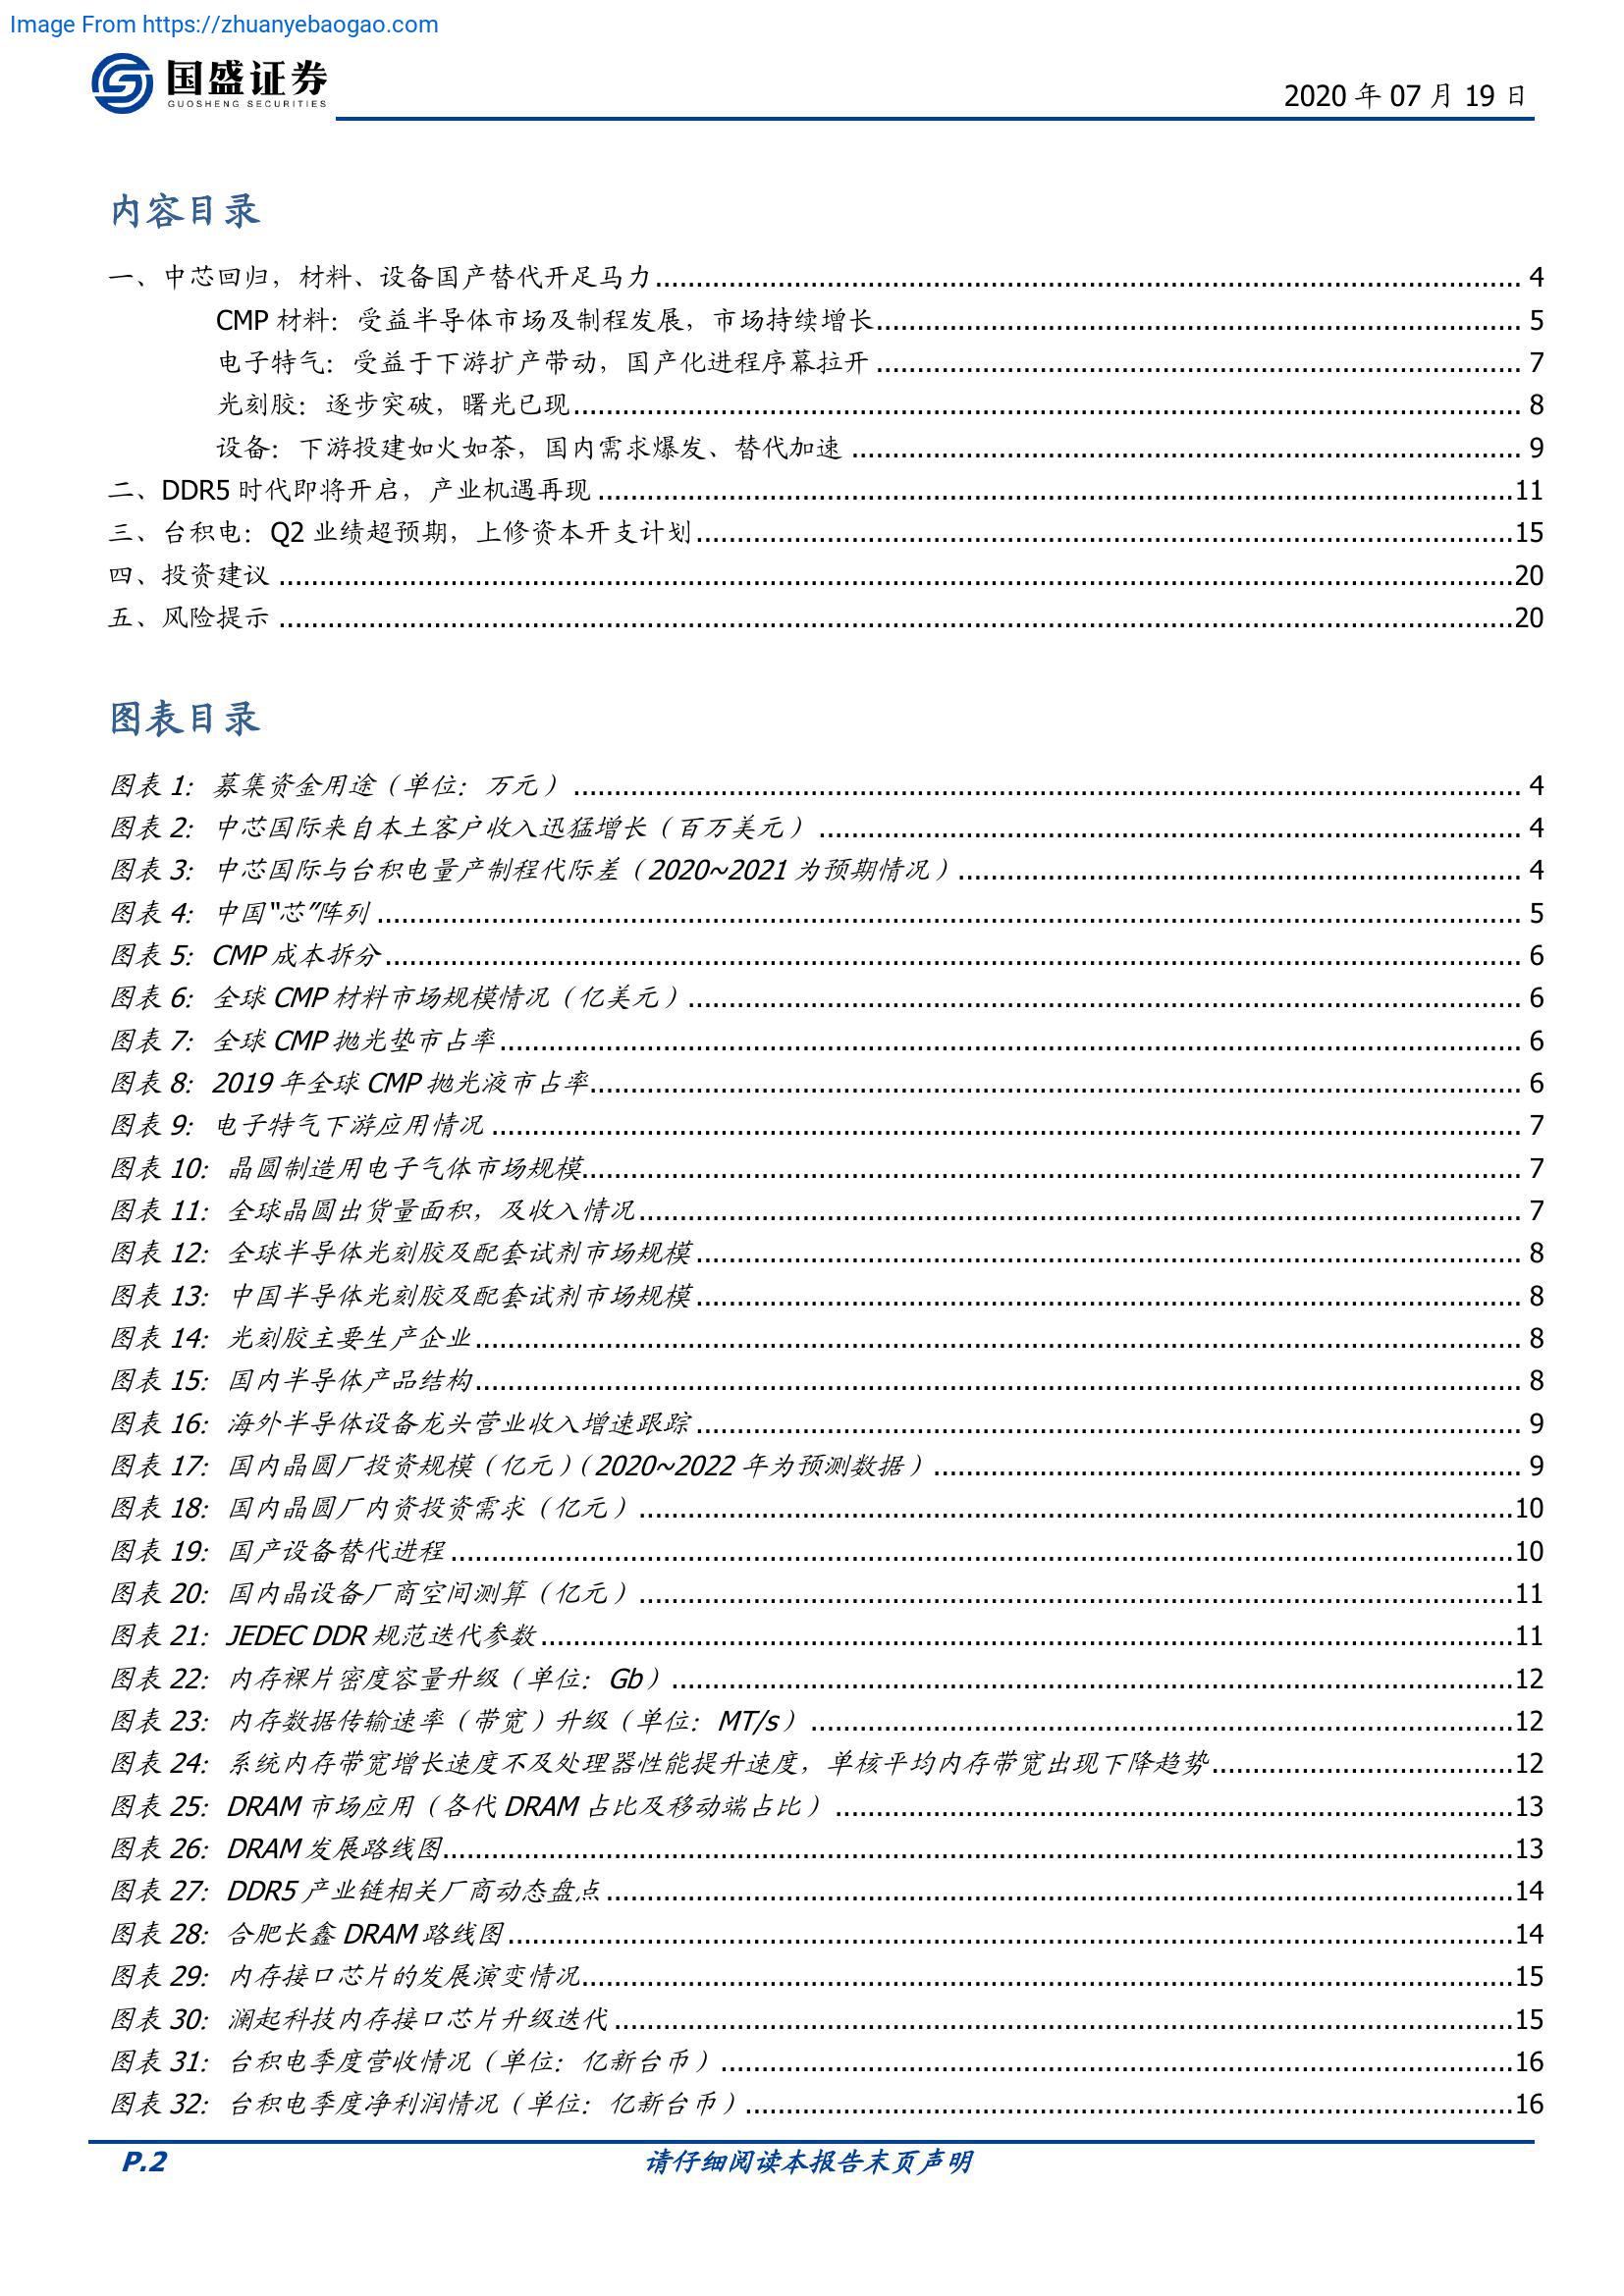 Image From https://zhuanyebaogao.com
国盛证券
GUOSHENG SECURITIES
2020 年 07 月 19 日
内容目录
一、中芯回归，材料、设备国产替代开足马力 4
CMP 材料：受益半导体市场及制程发展，市场持续增长 5
电子特气：受益于下游扩产带动，国产化进程序幕拉开 7
光刻胶：逐步突破，曙光已现 8
设备：下游投建如火如荼，国内需求爆发、替代加速 9
二、DDR5 时代即将开启，产业机遇再现 11
三、台积电：Q2 业绩超预期，上修资本开支计划 15
四、投资建议 20
五、风险提示 20
图表目录
图表 1：募集资金用途（单位：万元） 4
图表 2：中芯国际来自本土客户收入迅猛增长（百万美元） 4
图表 3：中芯国际与台积电量产制程代际差（2020~2021 为预期情况） 4
图表 4：中国“芯”阵列 5
图表 5：CMP 成本拆分 6
图表 6：全球 CMP 材料市场规模情况（亿美元） 6
图表 7：全球 CMP 抛光垫市占率 6
图表 8：2019 年全球 CMP 抛光液市占率 6
图表 9：电子特气下游应用情况 7
图表 10：晶圆制造用电子气体市场规模 7
图表 11：全球晶圆出货量面积，及收入情况 7
图表 12：全球半导体光刻胶及配套试剂市场规模 8
图表 13：中国半导体光刻胶及配套试剂市场规模 8
图表 14：光刻胶主要生产企业 8
图表 15：国内半导体产品结构 8
图表 16：海外半导体设备龙头营业收入增速跟踪 9
图表 17：国内晶圆厂投资规模（亿元）（2020~2022 年为预测数据） 9
图表 18：国内晶圆厂内资投资需求（亿元） 10
图表 19：国产设备替代进程 10
图表 20：国内晶设备厂商空间测算（亿元） 11
图表 21：JEDEC DDR 规范迭代参数 11
图表 22：内存裸片密度容量升级（单位：Gb） 12
图表 23：内存数据传输速率（带宽）升级（单位：MT/s） 12
图表 24：系统内存带宽增长速度不及处理器性能提升速度，单核平均内存带宽出现下降趋势 12
图表 25：DRAM 市场应用（各代 DRAM 占比及移动端占比） 13
图表 26：DRAM 发展路线图 13
图表 27：DDR5 产业链相关厂商动态盘点 14
图表 28：合肥长鑫 DRAM 路线图 14
图表 29：内存接口芯片的发展演变情况 15
图表 30：澜起科技内存接口芯片升级迭代 15
图表 31：台积电季度营收情况（单位：亿新台币） 16
图表 32：台积电季度净利润情况（单位：亿新台币） 16
P.2
请仔细阅读本报告末页声明